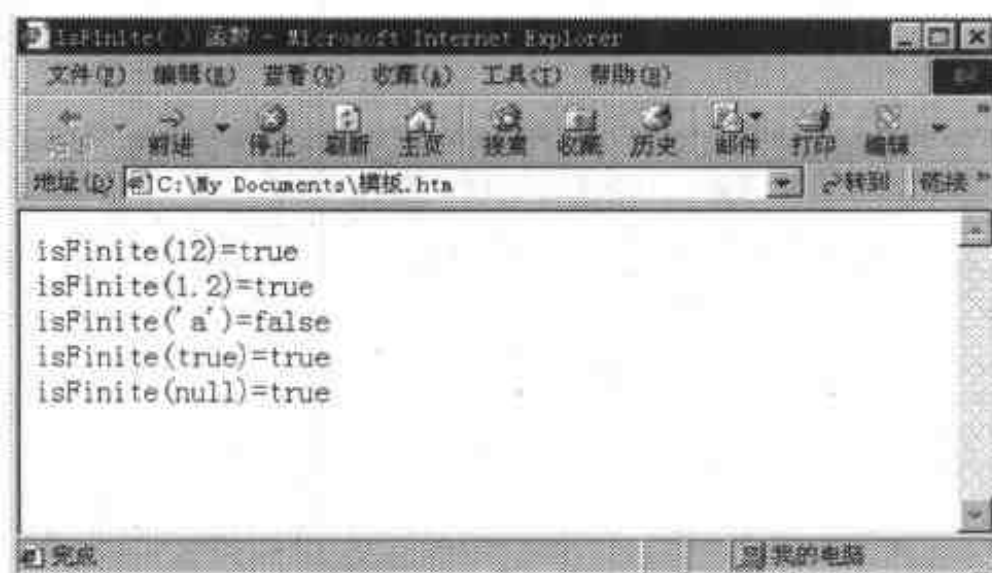 isFinite( ) 函数 - Microsoft Internet Explorer
文件(F) 编辑(E) 查看(V) 收藏(A) 工具(T) 帮助(H)
前进 停止 刷新 主页 搜索 收藏 历史 邮件 打印 编辑
地址(D) C:\My Documents\模板.htm 转到 链接 »
isFinite(12)=true
isFinite(1.2)=true
isFinite('a')=false
isFinite(true)=true
isFinite(null)=true
完成 我的电脑